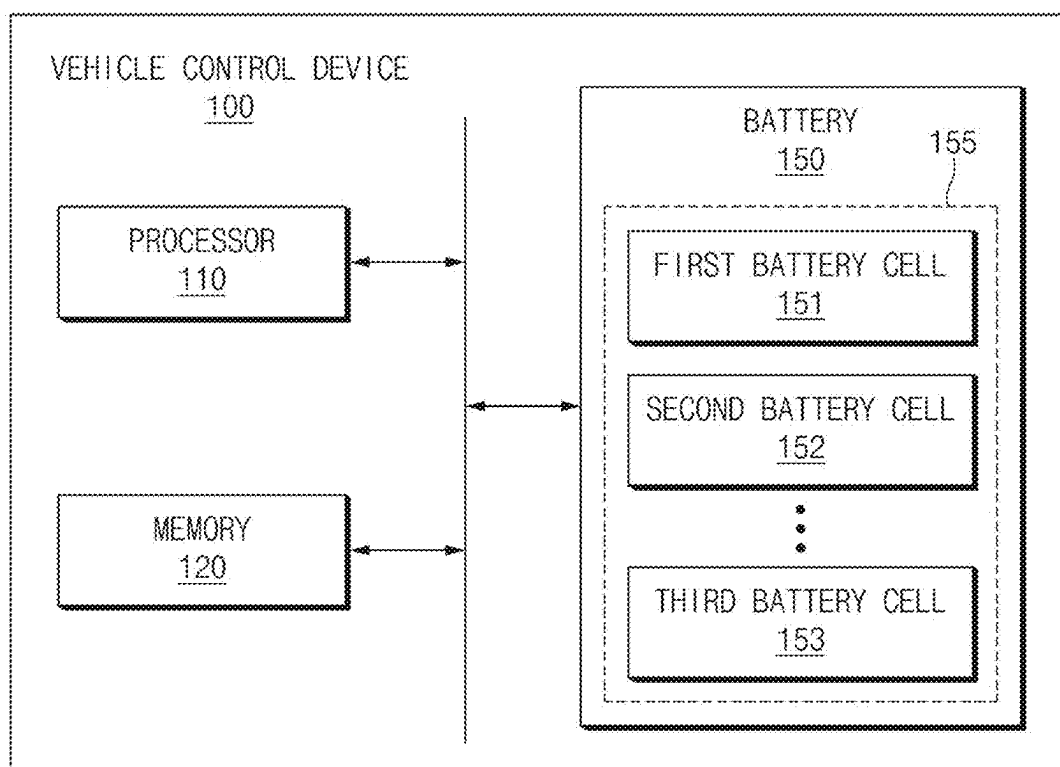 VEHICLE CONTROL DEVICE
100
PROCESSOR
110
MEMORY
120
BATTERY
150
155
FIRST BATTERY CELL
151
SECOND BATTERY CELL
152
THIRD BATTERY CELL
153